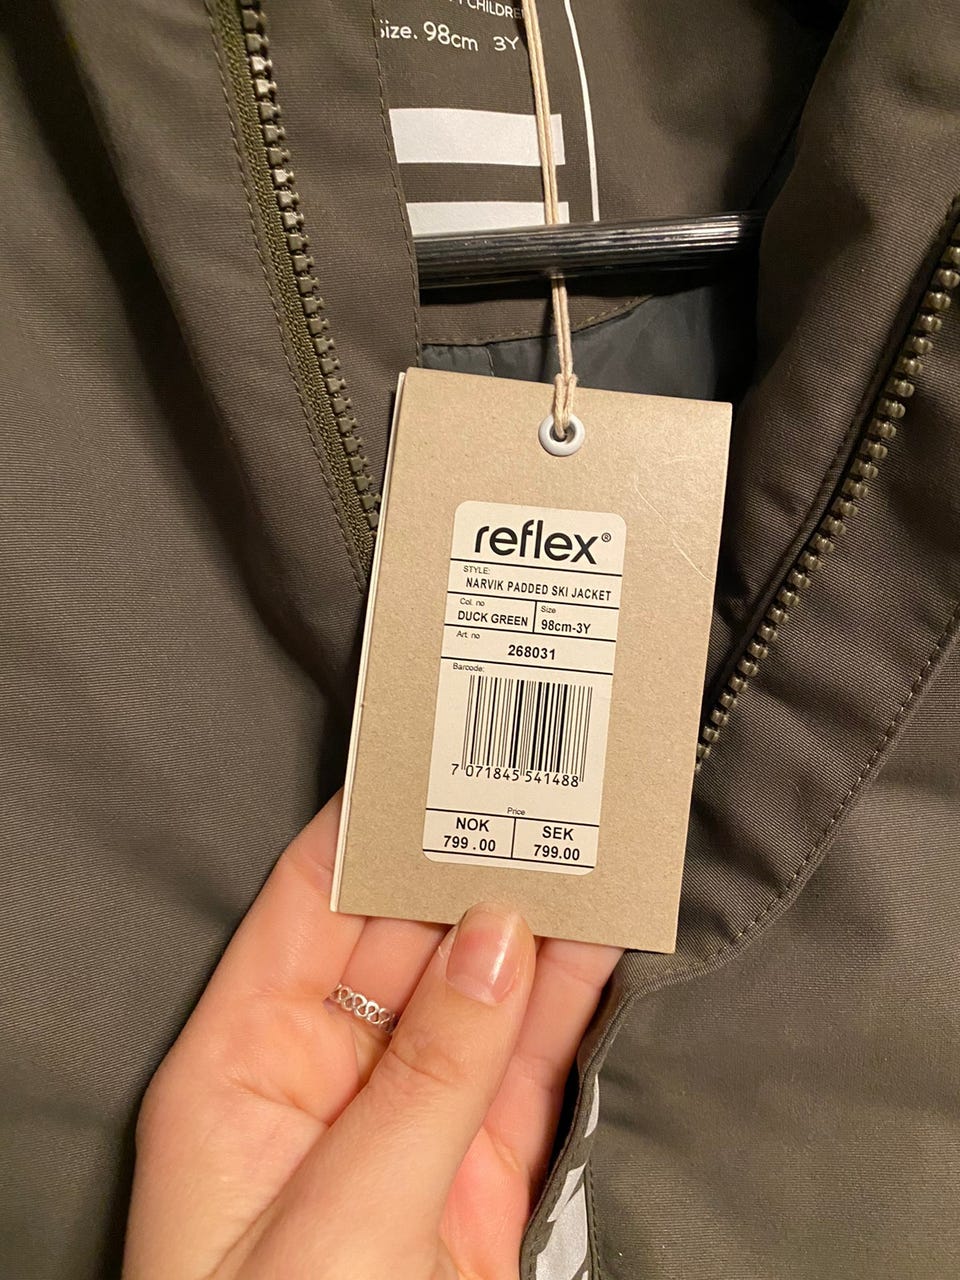 CHILDREN
Size. 98cm 3Y
reflex®
STYLE:
NARVIK PADDED SKI JACKET
Col. no
DUCK GREEN
Size
98cm-3Y
Art. no
268031
Barcode:
7 071845 541488
Price
NOK
799.00
SEK
799.00